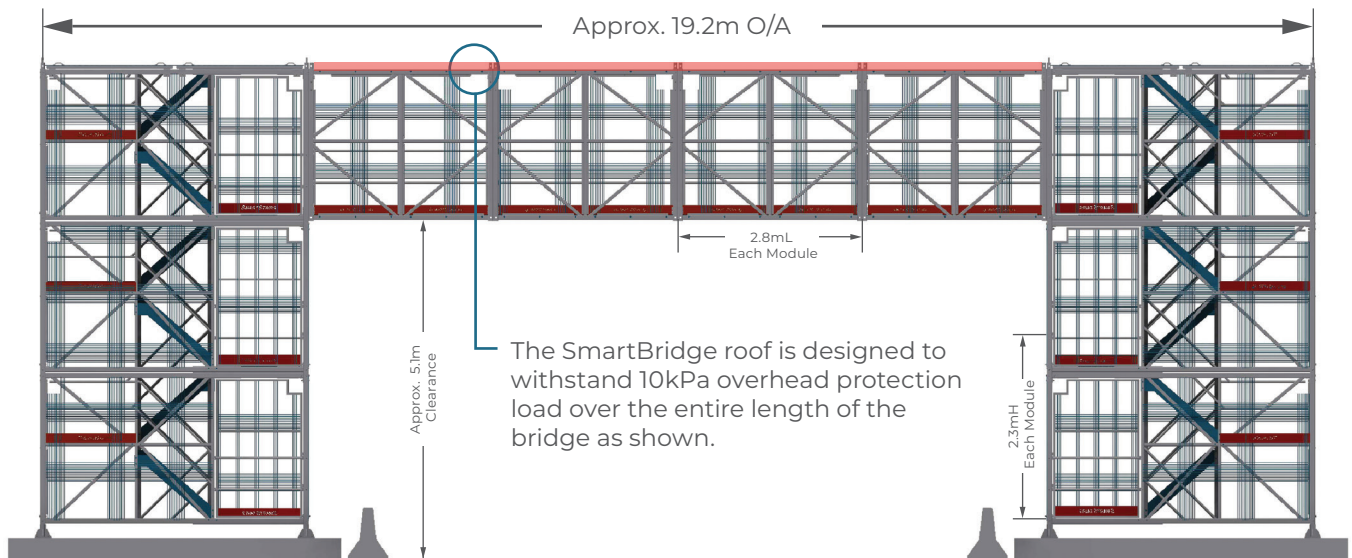 Approx. 19.2m O/A
2.8mL
Each Module
Approx. 5.1m
Clearance
The SmartBridge roof is designed to
withstand 10kPa overhead protection
load over the entire length of the
bridge as shown.
2.3mH
Each Module